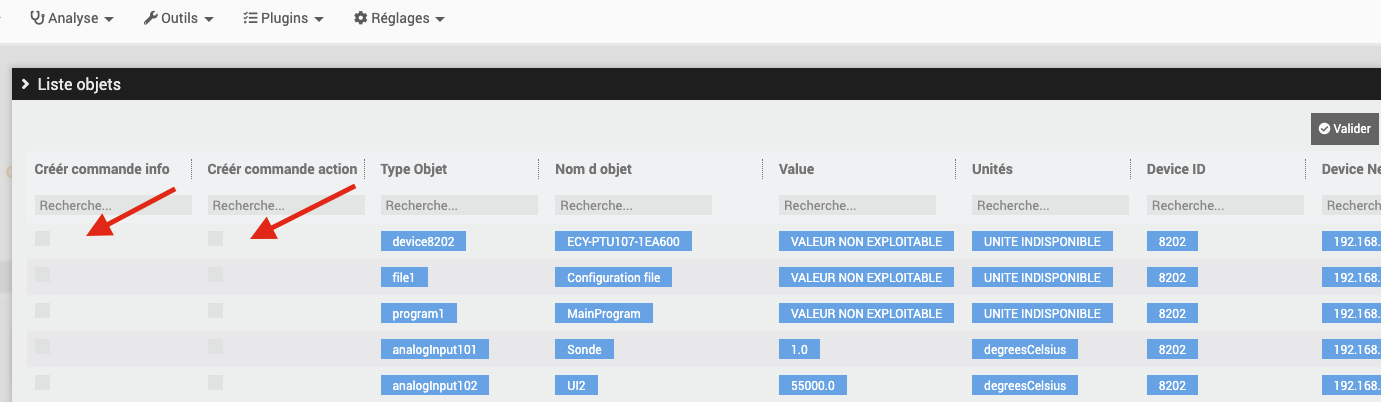 Analyse Outils Plugins Réglages
Liste objets
Valider
Créér commande info Créér commande action Type Objet Nom d objet Value Unités Device ID Device Ne
Recherche... Recherche... Recherche... Recherche... Recherche... Recherche... Recherche... Recherche
device8202 ECY-PTU107-1EA600 VALEUR NON EXPLOITABLE UNITE INDISPONIBLE 8202 192.168.
file1 Configuration file VALEUR NON EXPLOITABLE UNITE INDISPONIBLE 8202 192.168.
program1 MainProgram VALEUR NON EXPLOITABLE UNITE INDISPONIBLE 8202 192.168.
analogInput101 Sonde 1.0 degreesCelsius 8202 192.168.
analogInput102 UI2 55000.0 degreesCelsius 8202 192.168.